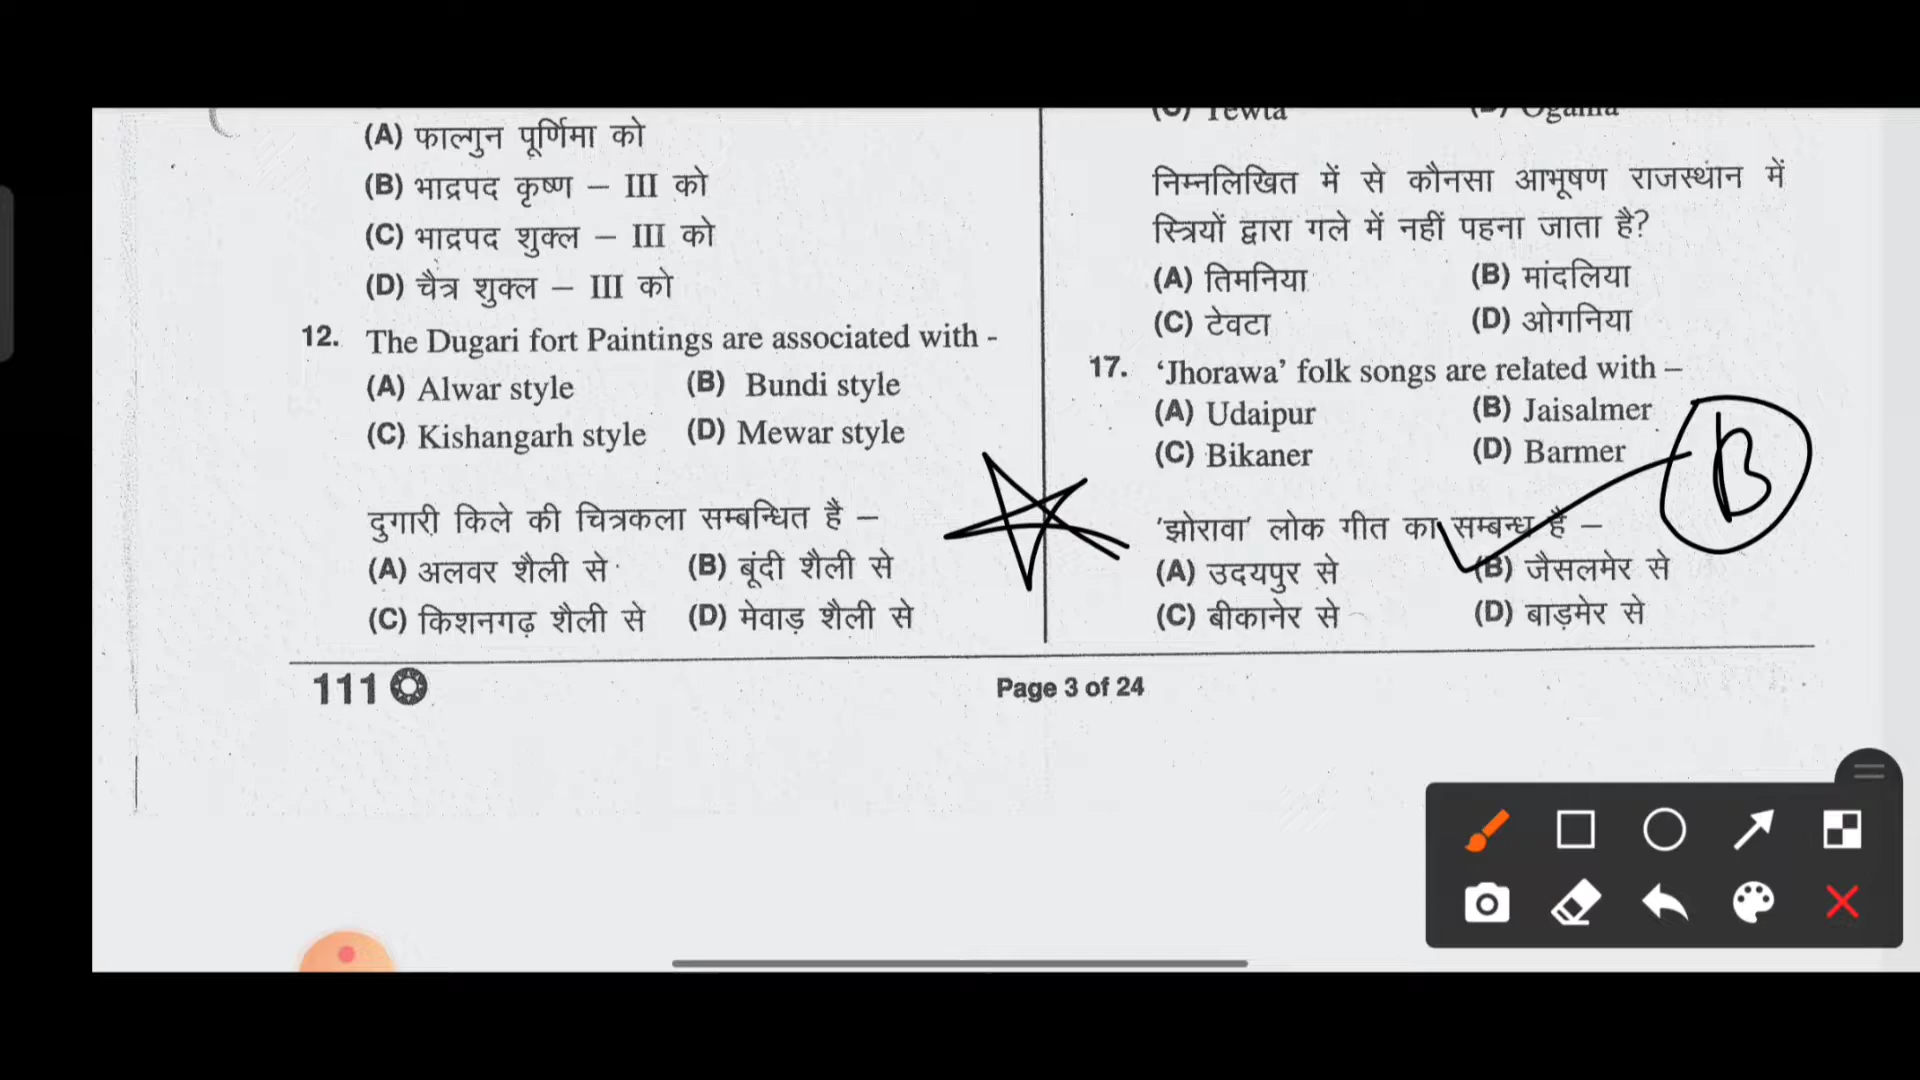 (A) फाल्गुन पूर्णिमा को
(B) भाद्रपद कृष्ण – III को
(C) भाद्रपद शुक्ल – III को
(D) चैत्र शुक्ल – III को
12. The Dugari fort Paintings are associated with -
(A) Alwar style (B) Bundi style
(C) Kishangarh style (D) Mewar style
दुगारी किले की चित्रकला सम्बन्धित है –
(A) अलवर शैली से (B) बूंदी शैली से
(C) किशनगढ़ शैली से (D) मेवाड़ शैली से
(C) Tewta (D) Ogania
निम्नलिखित में से कौनसा आभूषण राजस्थान में
स्त्रियों द्वारा गले में नहीं पहना जाता है?
(A) तिमनिया (B) मांदलिया
(C) टेवटा (D) ओगनिया
17. ‘Jhorawa’ folk songs are related with –
(A) Udaipur (B) Jaisalmer
(C) Bikaner (D) Barmer
B
'झोरावा' लोक गीत का सम्बन्ध है –
(A) उदयपुर से (B) जैसलमेर से
(C) बीकानेर से (D) बाड़मेर से
111 Page 3 of 24